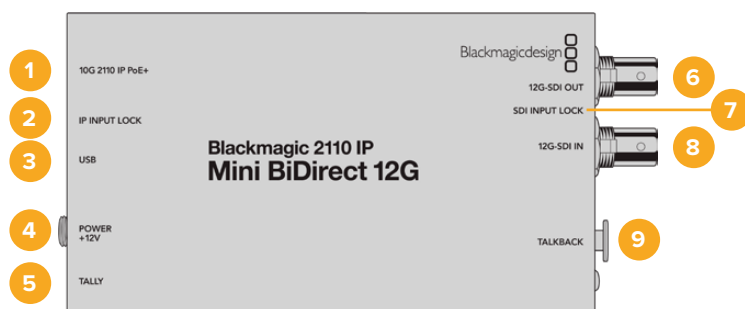 Blackmagicdesign
1
10G 2110 IP PoE+
12G-SDI OUT
6
2
IP INPUT LOCK
SDI INPUT LOCK
7
3
USB
Blackmagic 2110 IP
Mini BiDirect 12G
12G-SDI IN
8
4
POWER
+12V
TALKBACK
9
5
TALLY